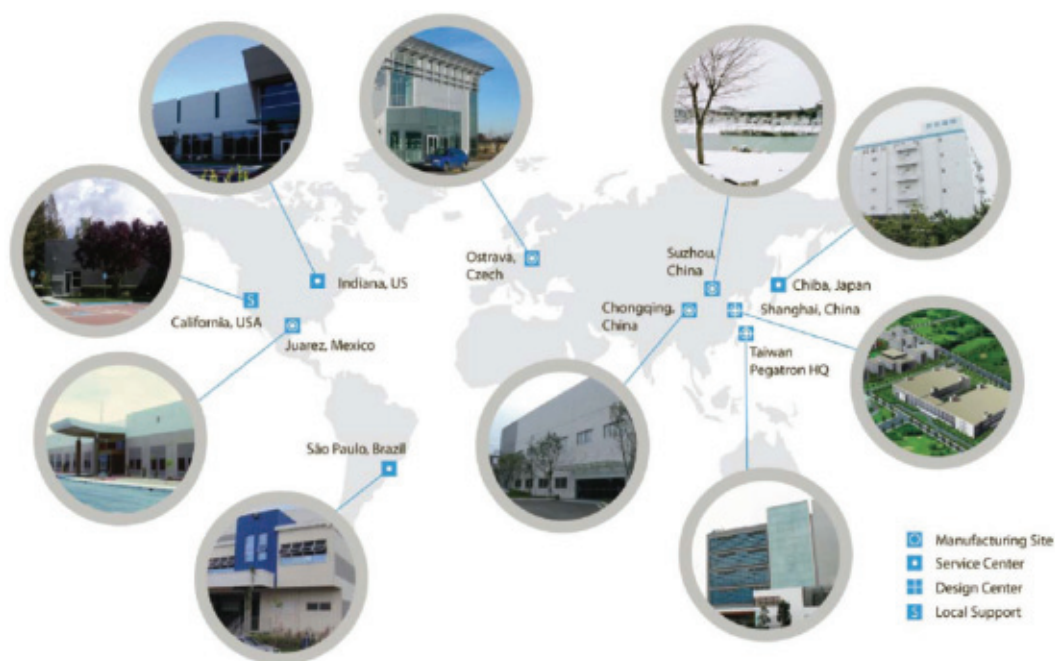 Indiana, US
California, USA
Juarez, Mexico
São Paulo, Brazil
Ostrava,
Czech
Suzhou,
China
Chongqing,
China
Chiba, Japan
Shanghai, China
Taiwan
Pegatron HQ
Manufacturing Site
Service Center
Design Center
S Local Support